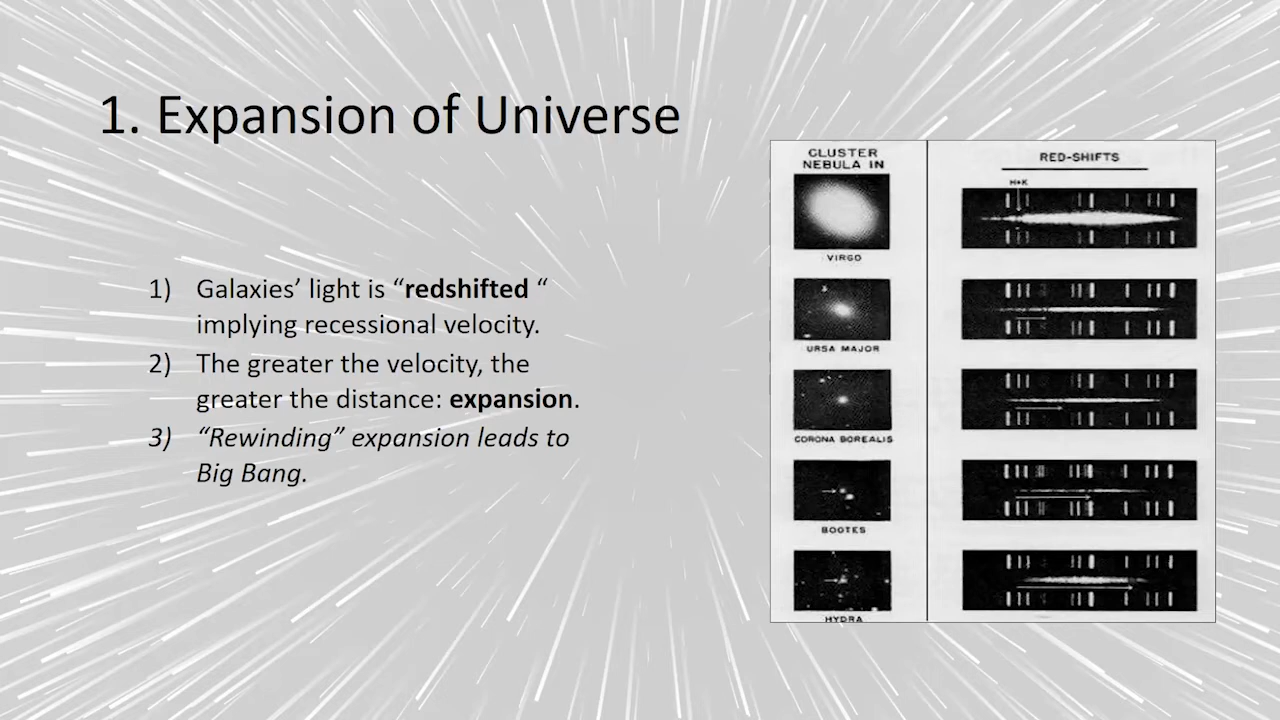 1. Expansion of Universe
1) Galaxies’ light is “redshifted “
implying recessional velocity.
2) The greater the velocity, the
greater the distance: expansion.
3) “Rewinding” expansion leads to
Big Bang.
CLUSTER
NEBULA IN
RED-SHIFTS
H+K
VIRGO
URSA MAJOR
CORONA BOREALIS
BOOTES
HYDRA